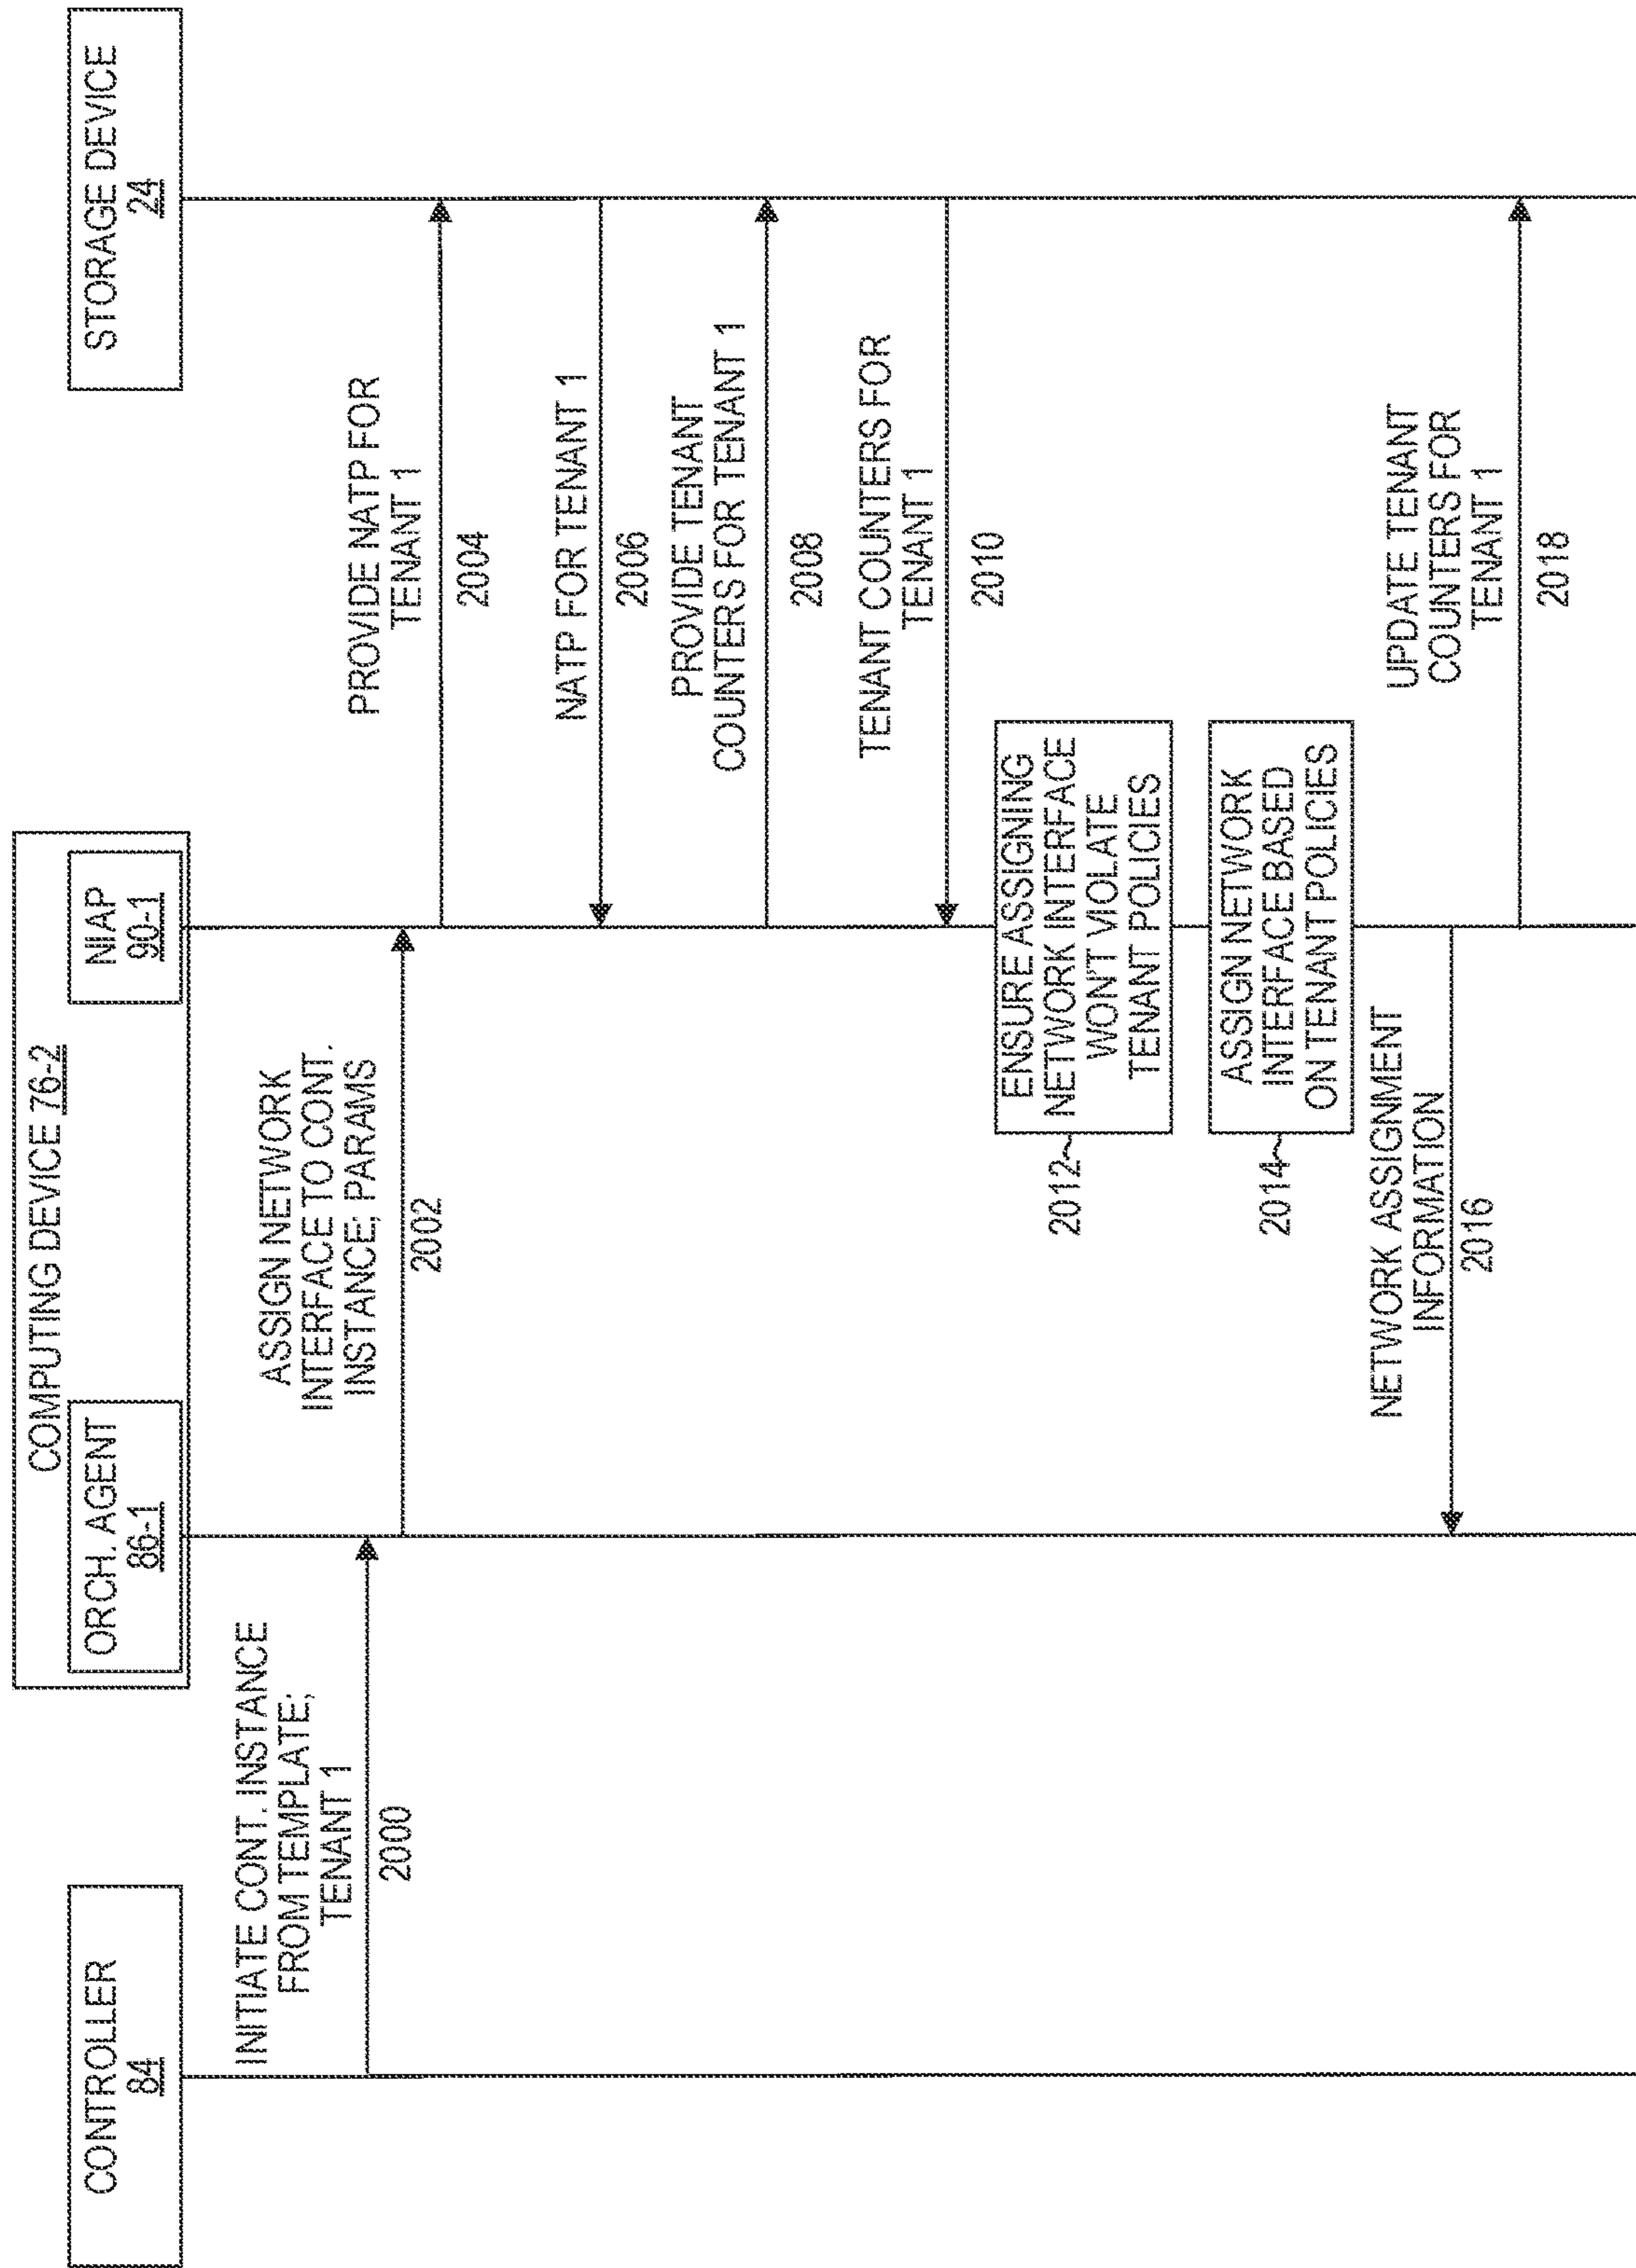 CONTROLLER
84
COMPUTING DEVICE 76-2
ORCH. AGENT
86-1
NIAP
90-1
STORAGE DEVICE
24
INITIATE CONT. INSTANCE
FROM TEMPLATE;
TENANT 1
2000
ASSIGN NETWORK
INTERFACE TO CONT.
INSTANCE; PARAMS
2002
PROVIDE NATP FOR
TENANT 1
2004
NATP FOR TENANT 1
2006
PROVIDE TENANT
COUNTERS FOR TENANT 1
2008
TENANT COUNTERS FOR
TENANT 1
2010
2012
ENSURE ASSIGNING
NETWORK INTERFACE
WON'T VIOLATE
TENANT POLICIES
2014
ASSIGN NETWORK
INTERFACE BASED
ON TENANT POLICIES
NETWORK ASSIGNMENT
INFORMATION
2016
UPDATE TENANT
COUNTERS FOR
TENANT 1
2018